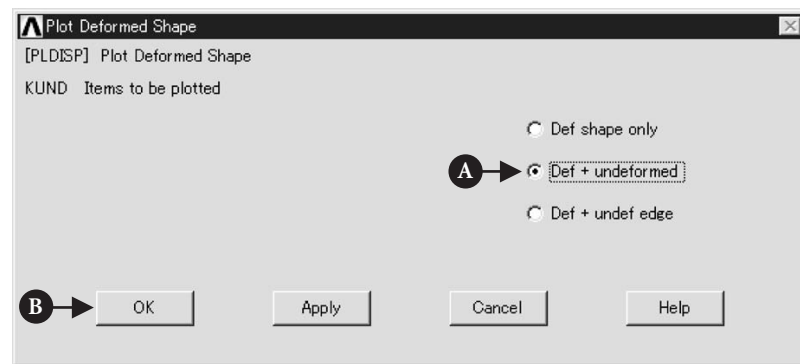 Plot Deformed Shape
[PLDISP] Plot Deformed Shape
KUND Items to be plotted
Def shape only
A Def + undeformed
Def + undef edge
B OK Apply Cancel Help